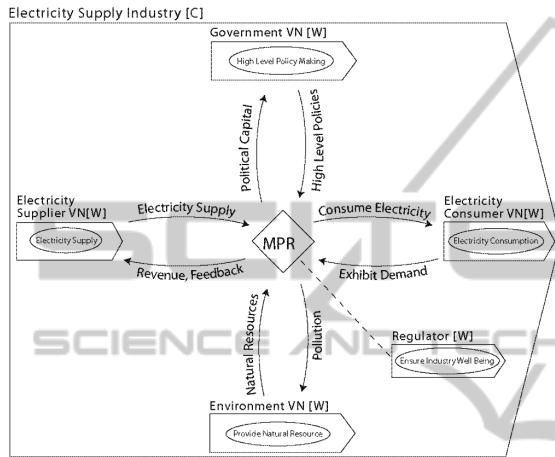 Electricity Supply Industry [C]
Government VN [W]
High Level Policy Making
Political Capital
High Level Policies
Electricity
Supplier VN[W]
Electricity Supply
Electricity Supply
Revenue, Feedback
MPR
Consume Electricity
Exhibit Demand
Electricity
Consumer VN[W]
Electricity Consumption
Natural Resources
Pollution
Regulator [W]
Ensure Industry Well Being
Environment VN [W]
Provide Natural Resource
SCITE
SCIENCE AND TECH